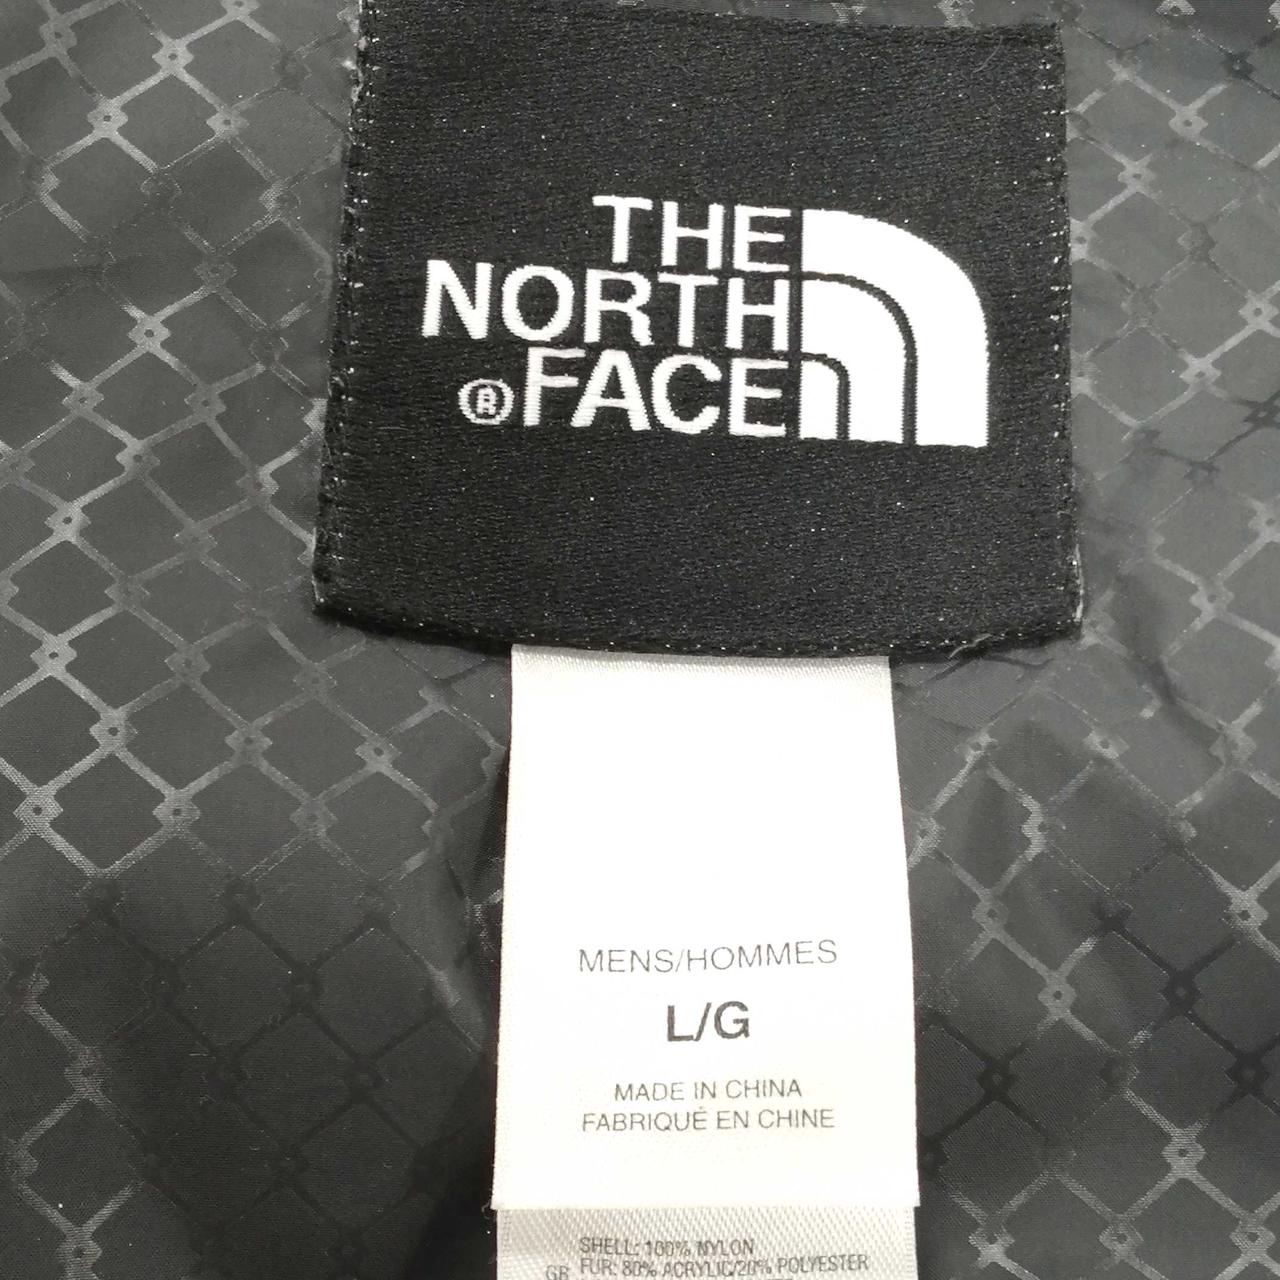 THE
NORTH
®FACE
MENS/HOMMES
L/G
MADE IN CHINA
FABRIQUÉ EN CHINE
SHELL: 100% NYLON
GB FUR: 80% ACRYLIC/20% POLYESTER